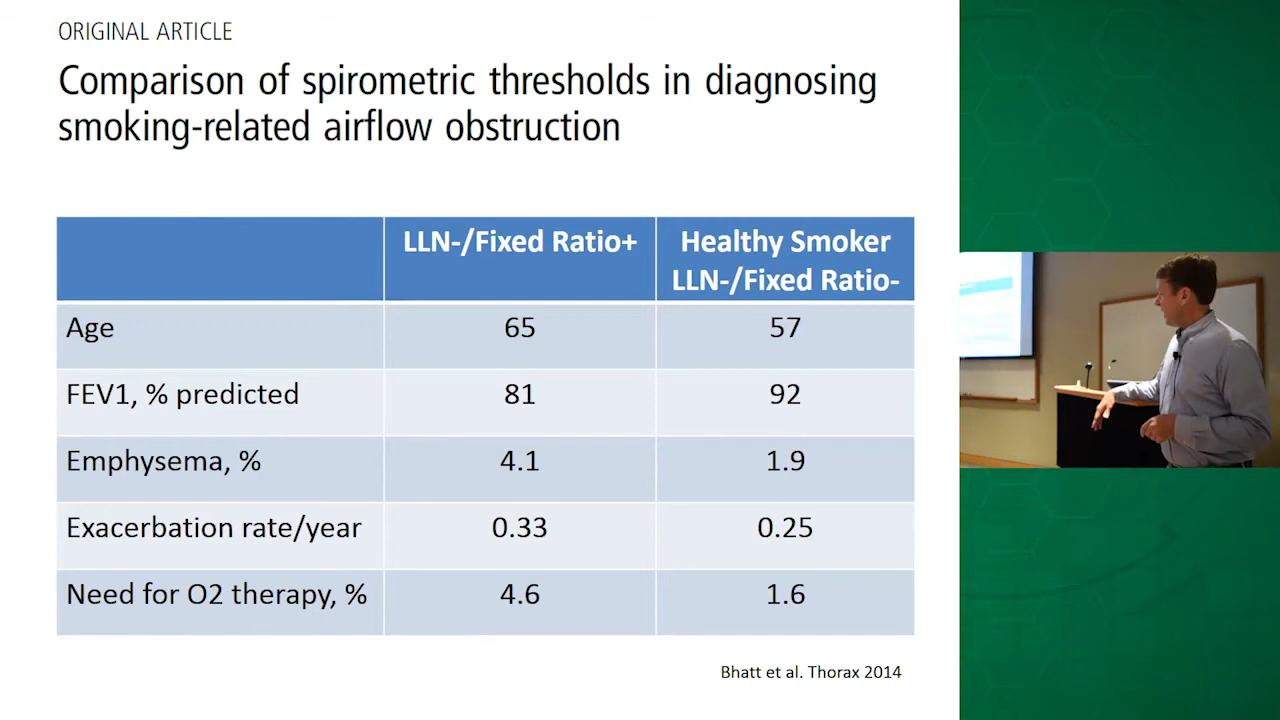 ORIGINAL ARTICLE
Comparison of spirometric thresholds in diagnosing
smoking-related airflow obstruction
LLN-/Fixed Ratio+
Healthy Smoker
LLN-/Fixed Ratio-
Age 65 57
FEV1, % predicted 81 92
Emphysema, % 4.1 1.9
Exacerbation rate/year 0.33 0.25
Need for O2 therapy, % 4.6 1.6
Bhatt et al. Thorax 2014